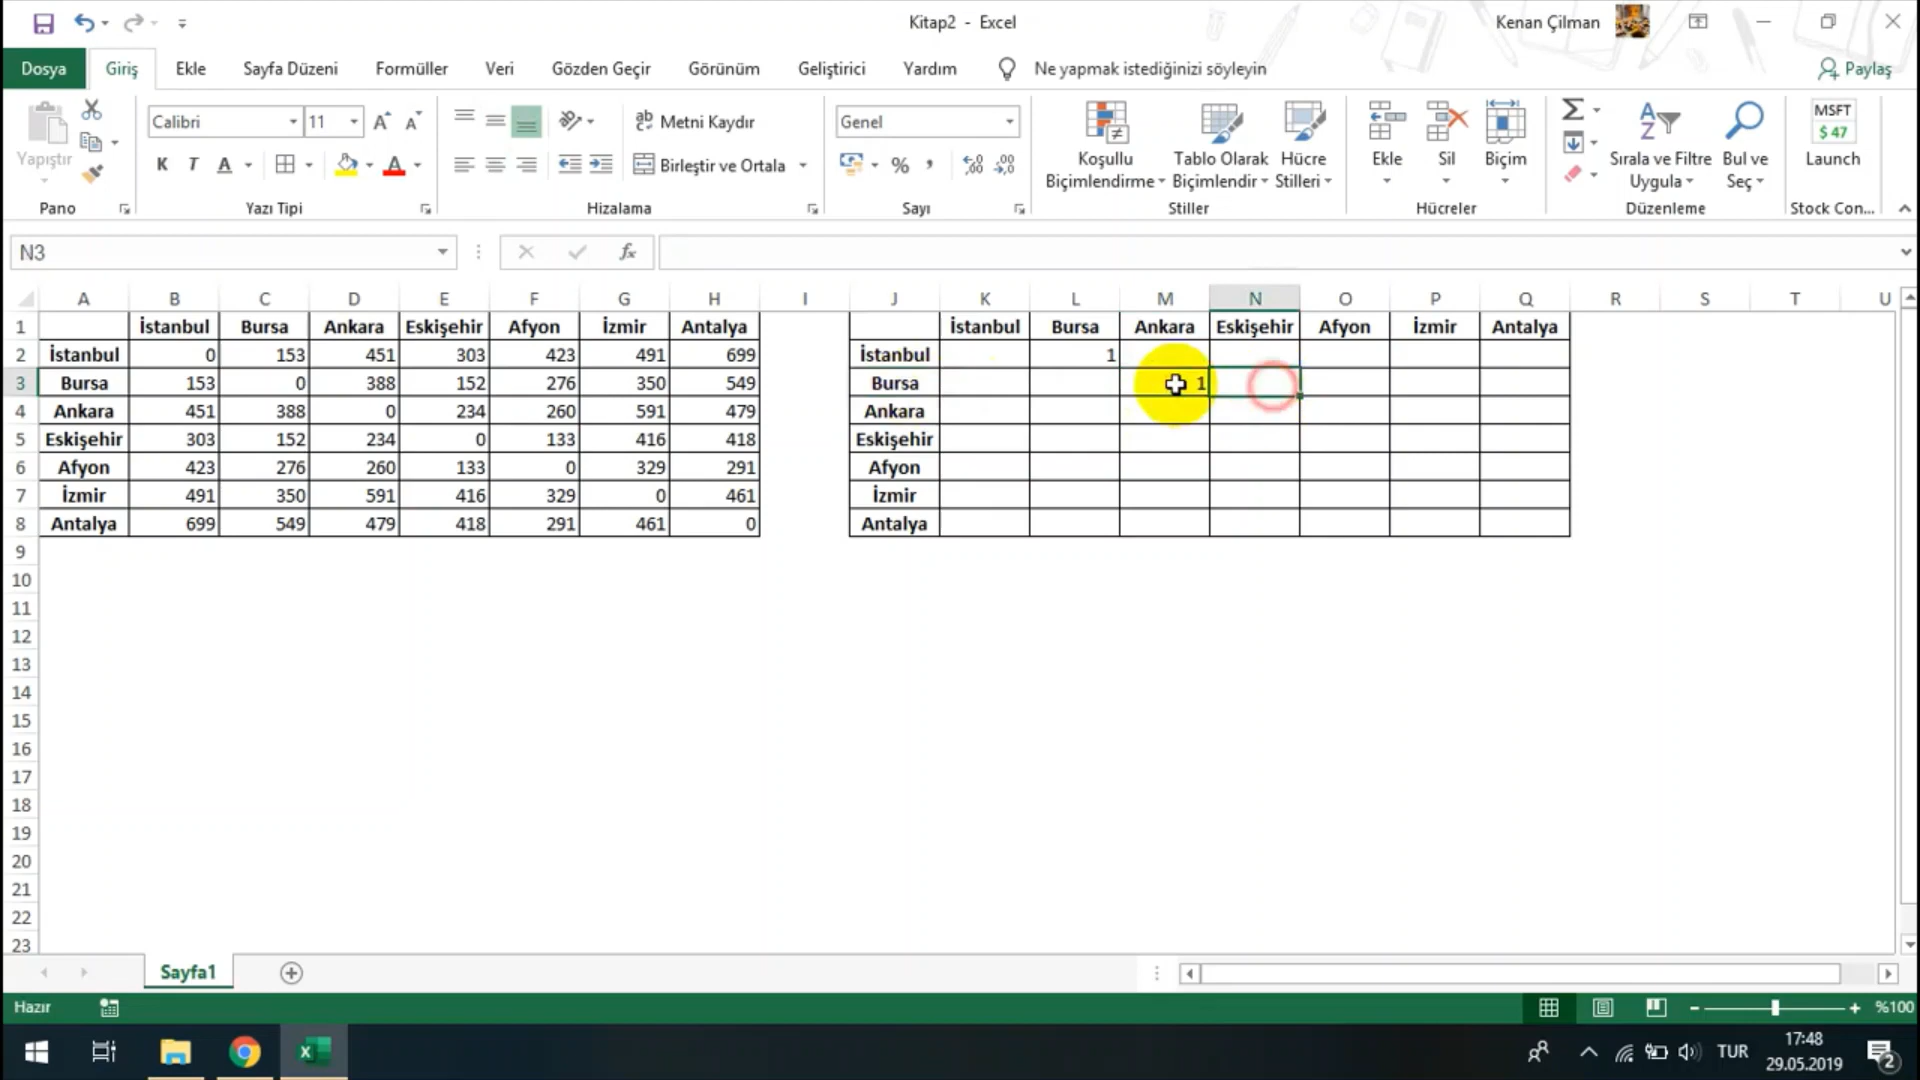 Kitap2 - Excel
Kenan Çilman
Dosya Giriş Ekle Sayfa Düzeni Formüller Veri Gözden Geçir Görünüm Geliştirici Yardım Ne yapmak istediğinizi söyleyin Paylaş
Yapıştır
Pano
Calibri 11
K T A A
Yazı Tipi
ab Metni Kaydır
Birleştir ve Ortala
Hizalama
Genel
%
Sayı
Koşullu Biçimlendirme
Tablo Olarak Biçimlendir
Hücre Stilleri
Stiller
Ekle
Sil
Biçim
Hücreler
Sırala ve Filtre Uygula
Bul ve Seç
Düzenleme
MSFT
$ 47
Launch
Stock Con...
N3 fx
A B C D E F G H I J K L M N O P Q R S T U
1 İstanbul Bursa Ankara Eskişehir Afyon İzmir Antalya İstanbul Bursa Ankara Eskişehir Afyon İzmir Antalya
2 İstanbul 0 153 451 303 423 491 699 İstanbul 1
3 Bursa 153 0 388 152 276 350 549 Bursa 1
4 Ankara 451 388 0 234 260 591 479 Ankara
5 Eskişehir 303 152 234 0 133 416 418 Eskişehir
6 Afyon 423 276 260 133 0 329 291 Afyon
7 İzmir 491 350 591 416 329 0 461 İzmir
8 Antalya 699 549 479 418 291 461 0 Antalya
9
10
11
12
13
14
15
16
17
18
19
20
21
22
23
Sayfa1
Hazır
%100
TUR
17:48
29.05.2019
2